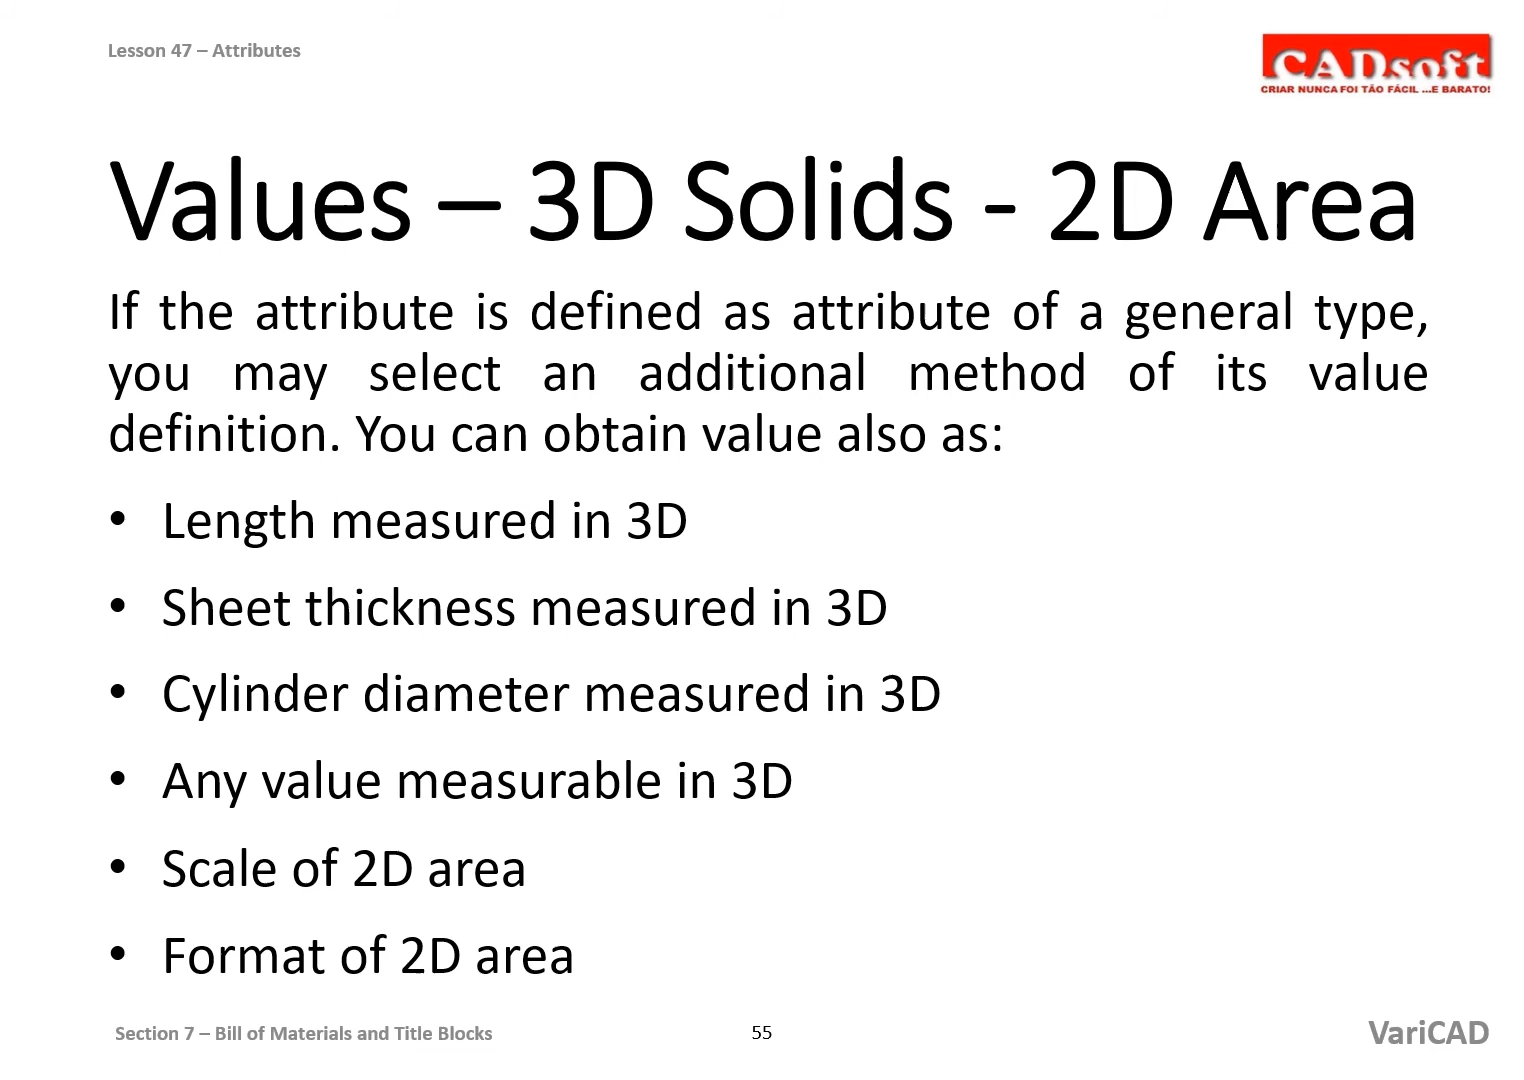 Lesson 47 – Attributes
CADsoft
CRIAR NUNCA FOI TÃO FÁCIL ...E BARATO!
Values – 3D Solids - 2D Area
If the attribute is defined as attribute of a general type,
you may select an additional method of its value
definition. You can obtain value also as:
• Length measured in 3D
• Sheet thickness measured in 3D
• Cylinder diameter measured in 3D
• Any value measurable in 3D
• Scale of 2D area
• Format of 2D area
Section 7 – Bill of Materials and Title Blocks
55
VariCAD